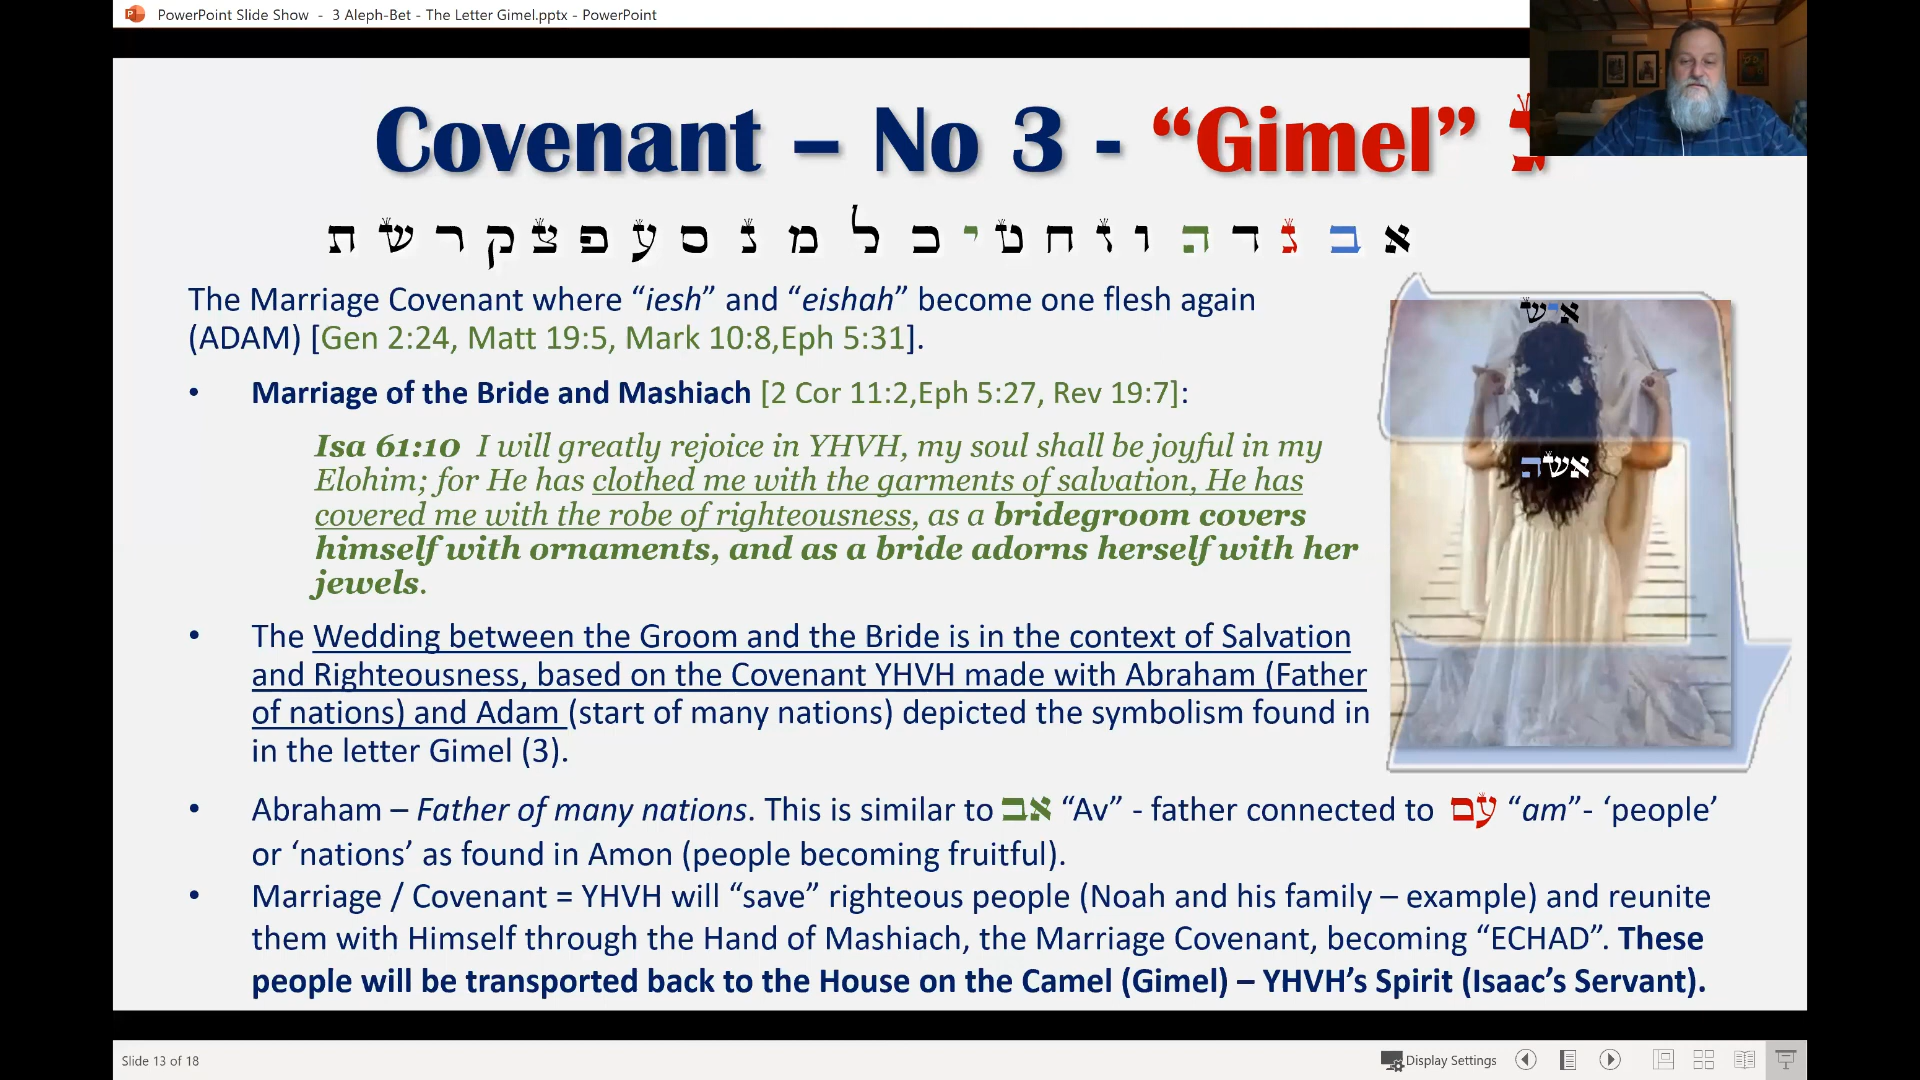 PowerPoint Slide Show - 3 Aleph-Bet - The Letter Gimel.pptx - PowerPoint
Covenant – No 3 - “Gimel” ג
א ב ג ד ה ו ז ח ט י כ ל מ נ ס ע פ צ ק ר ש ת
The Marriage Covenant where “iesh” and “eishah” become one flesh again
(ADAM) [Gen 2:24, Matt 19:5, Mark 10:8,Eph 5:31].
• Marriage of the Bride and Mashiach [2 Cor 11:2,Eph 5:27, Rev 19:7]:
Isa 61:10 I will greatly rejoice in YHVH, my soul shall be joyful in my
Elohim; for He has clothed me with the garments of salvation, He has
covered me with the robe of righteousness, as a bridegroom covers
himself with ornaments, and as a bride adorns herself with her
jewels.
• The Wedding between the Groom and the Bride is in the context of Salvation
and Righteousness, based on the Covenant YHVH made with Abraham (Father
of nations) and Adam (start of many nations) depicted the symbolism found in
in the letter Gimel (3).
• Abraham – Father of many nations. This is similar to אב “Av” - father connected to עם “am”- ‘people’
or ‘nations’ as found in Amon (people becoming fruitful).
• Marriage / Covenant = YHVH will “save” righteous people (Noah and his family – example) and reunite
them with Himself through the Hand of Mashiach, the Marriage Covenant, becoming “ECHAD”. These
people will be transported back to the House on the Camel (Gimel) – YHVH’s Spirit (Isaac’s Servant).
איש
אשה
Slide 13 of 18
Display Settings